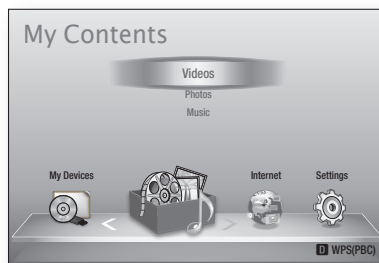 My Contents
Videos
Photos
Music
My Devices
Internet
Settings
D WPS(PBC)